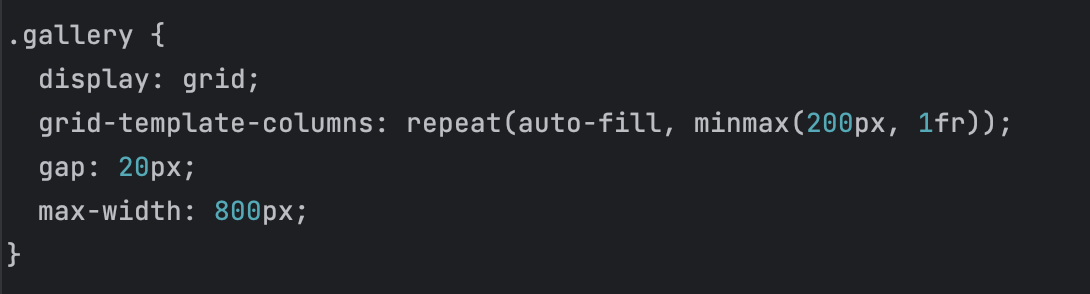 .gallery {
  display: grid;
  grid-template-columns: repeat(auto-fill, minmax(200px, 1fr));
  gap: 20px;
  max-width: 800px;
}